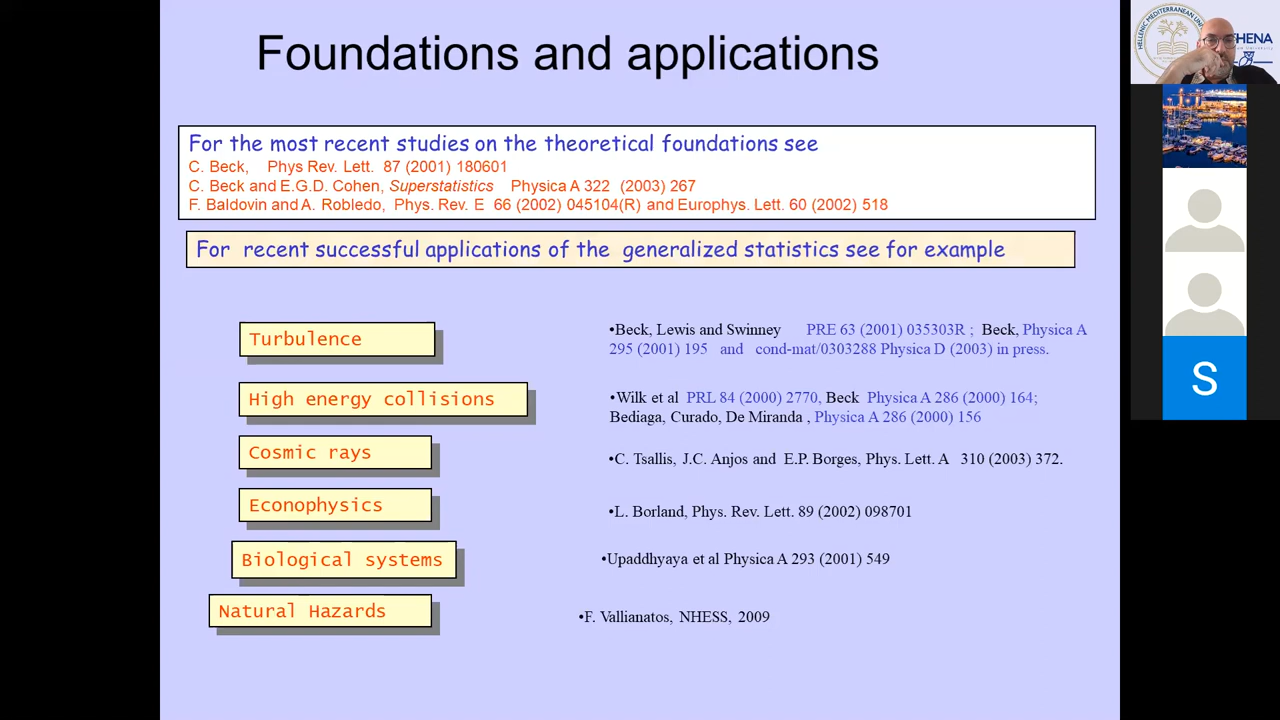 Foundations and applications
For the most recent studies on the theoretical foundations see
C. Beck, Phys Rev. Lett. 87 (2001) 180601
C. Beck and E.G.D. Cohen, Superstatistics Physica A 322 (2003) 267
F. Baldovin and A. Robledo, Phys. Rev. E 66 (2002) 045104(R) and Europhys. Lett. 60 (2002) 518
For recent successful applications of the generalized statistics see for example
Turbulence
•Beck, Lewis and Swinney PRE 63 (2001) 035303R ; Beck, Physica A
295 (2001) 195 and cond-mat/0303288 Physica D (2003) in press.
High energy collisions
•Wilk et al PRL 84 (2000) 2770, Beck Physica A 286 (2000) 164;
Bediaga, Curado, De Miranda , Physica A 286 (2000) 156
Cosmic rays
•C. Tsallis, J.C. Anjos and E.P. Borges, Phys. Lett. A 310 (2003) 372.
Econophysics
•L. Borland, Phys. Rev. Lett. 89 (2002) 098701
Biological systems
•Upaddhyaya et al Physica A 293 (2001) 549
Natural Hazards
•F. Vallianatos, NHESS, 2009
HELLENIC MEDITERRANEAN UNI
HENA
S